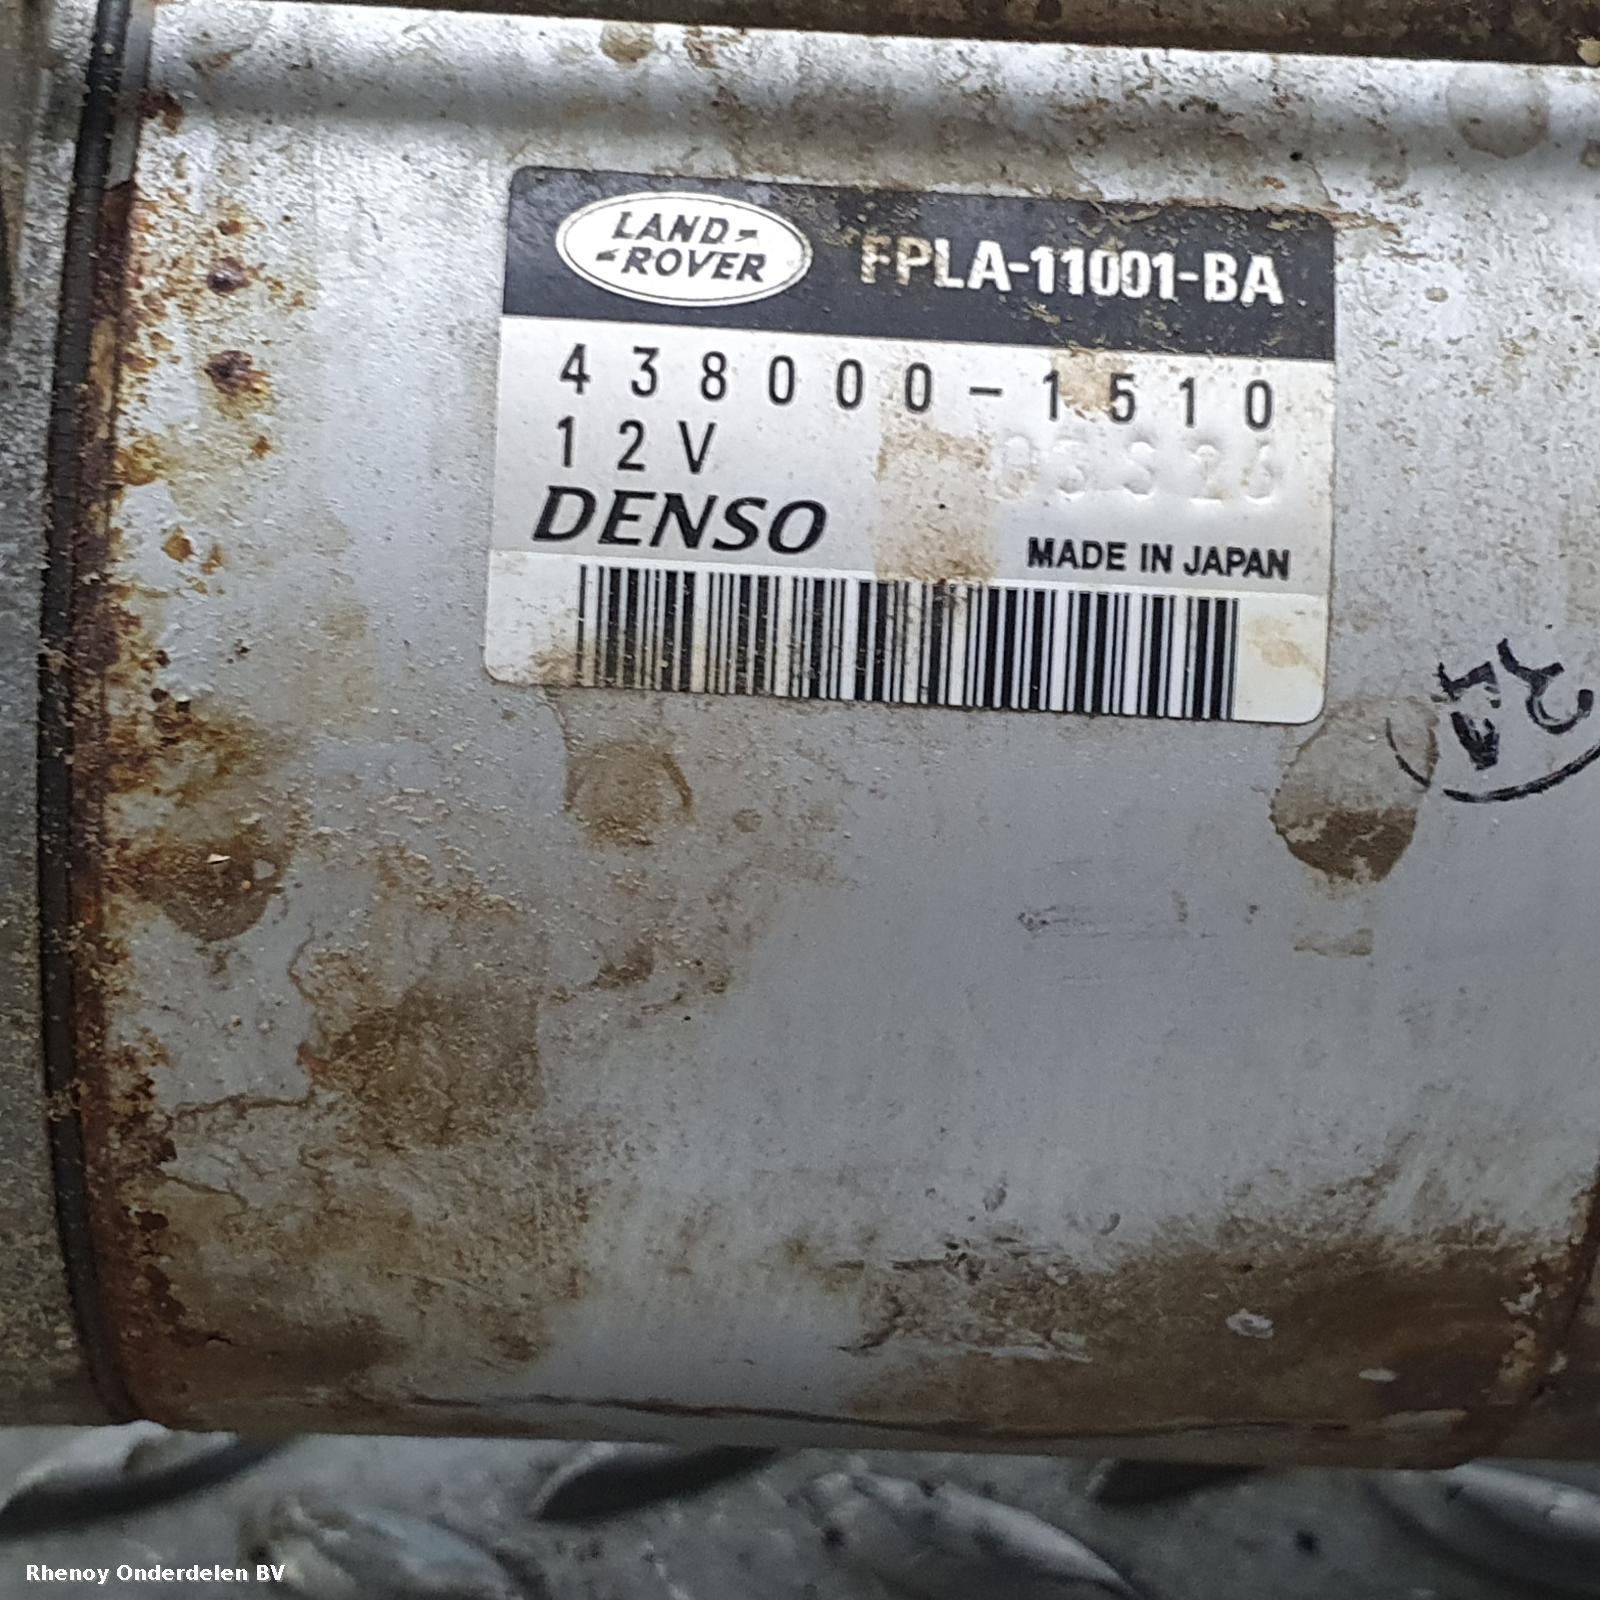 LAND ROVER
FPLA-11001-BA
438000-1510
12V
DENSO
MADE IN JAPAN
Rhenoy Onderdelen BV